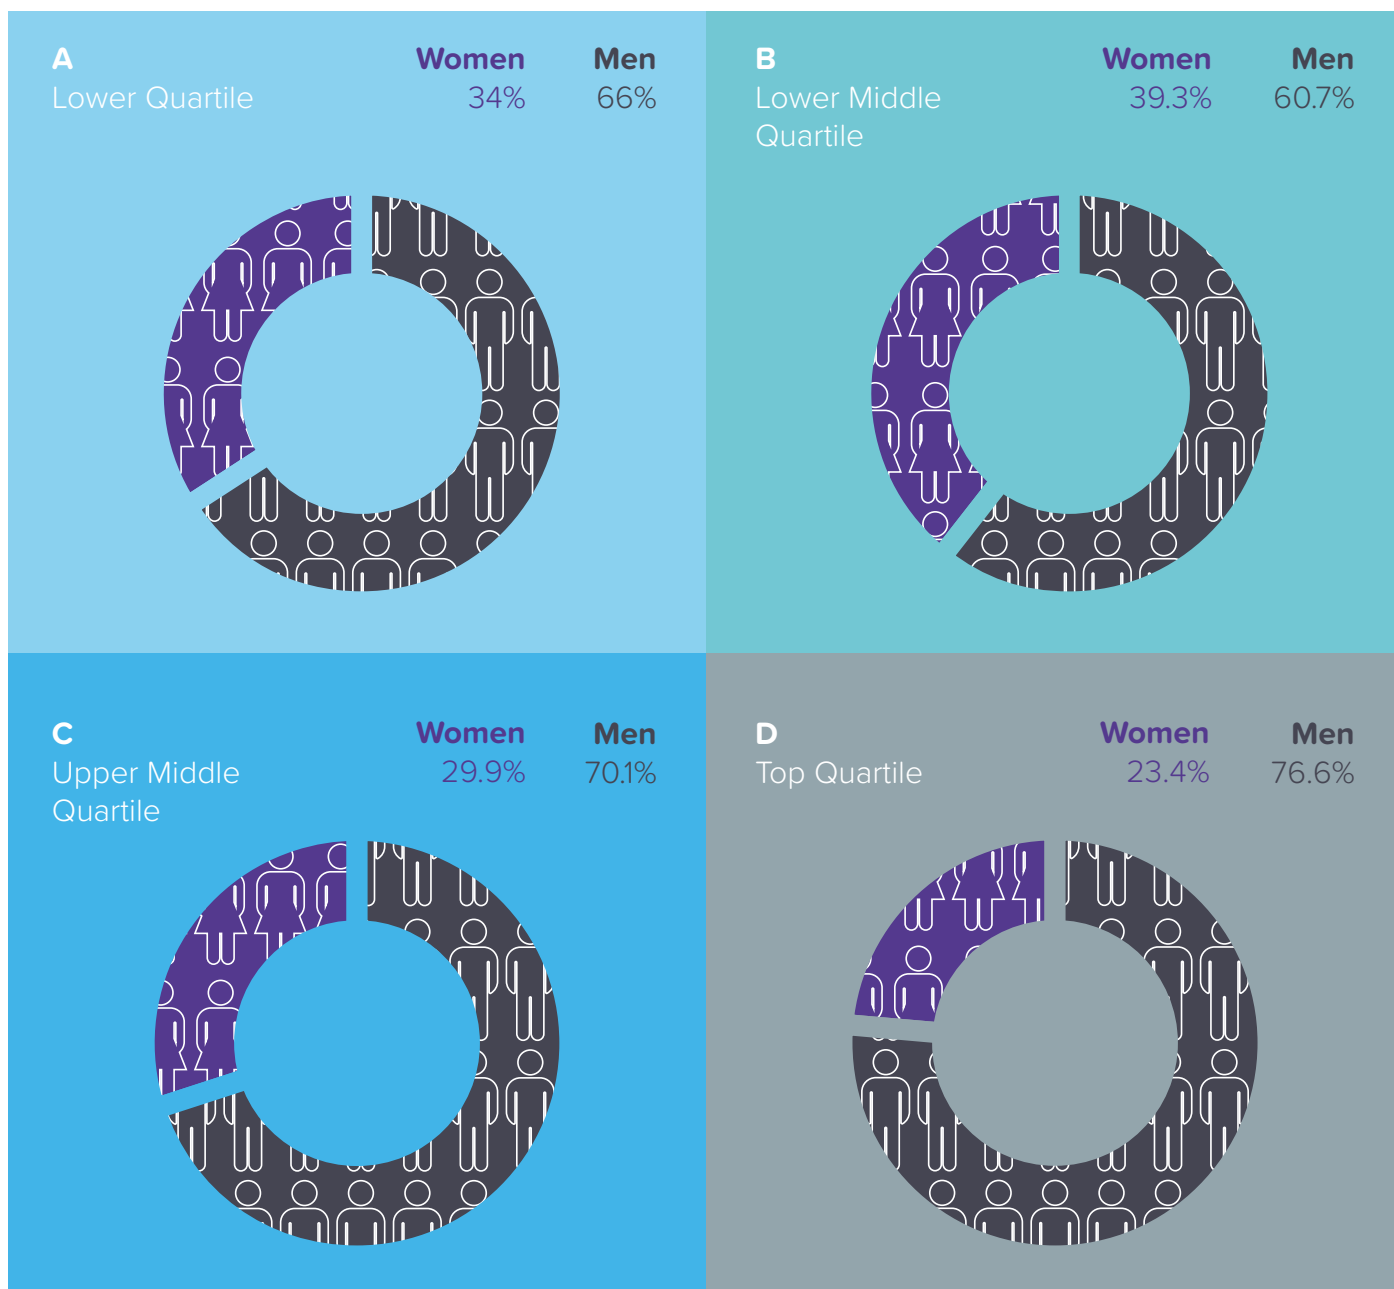 A
Lower Quartile
Women Men
34% 66%
B
Lower Middle
Quartile
Women Men
39.3% 60.7%
C
Upper Middle
Quartile
Women Men
29.9% 70.1%
D
Top Quartile
Women Men
23.4% 76.6%